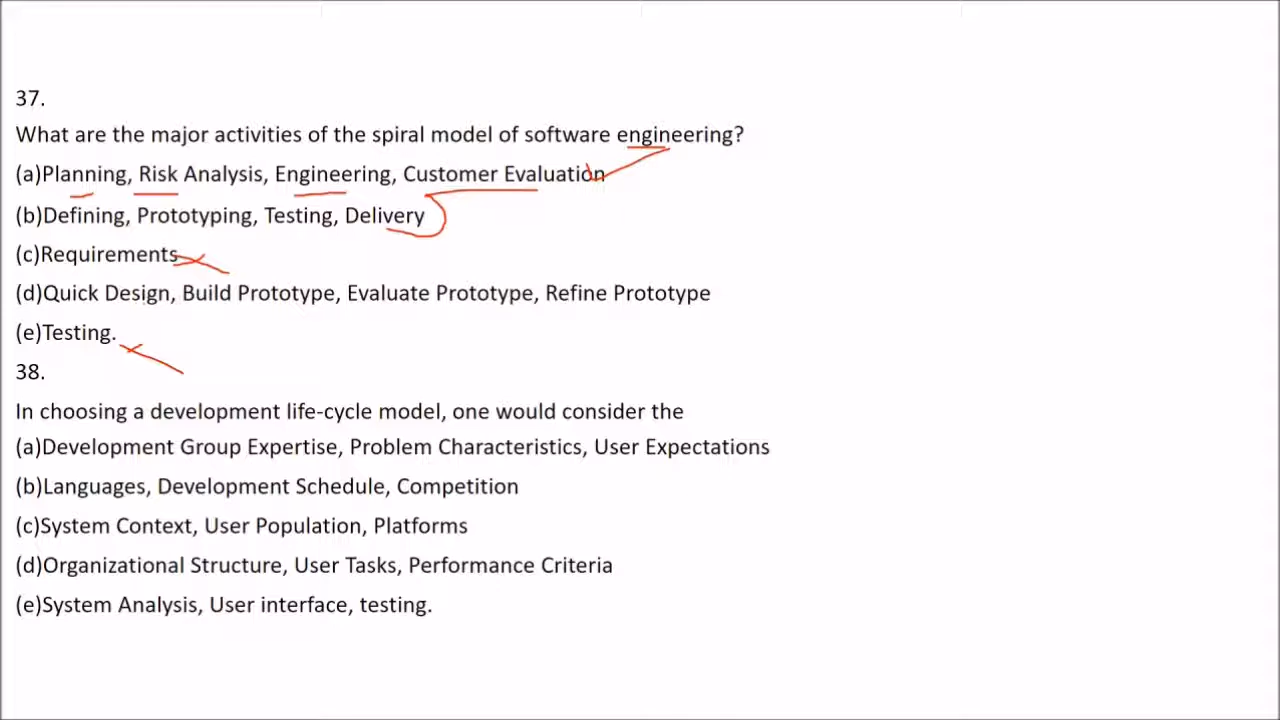 37.
What are the major activities of the spiral model of software engineering?
(a)Planning, Risk Analysis, Engineering, Customer Evaluation
(b)Defining, Prototyping, Testing, Delivery
(c)Requirements
(d)Quick Design, Build Prototype, Evaluate Prototype, Refine Prototype
(e)Testing.
38.
In choosing a development life-cycle model, one would consider the
(a)Development Group Expertise, Problem Characteristics, User Expectations
(b)Languages, Development Schedule, Competition
(c)System Context, User Population, Platforms
(d)Organizational Structure, User Tasks, Performance Criteria
(e)System Analysis, User interface, testing.